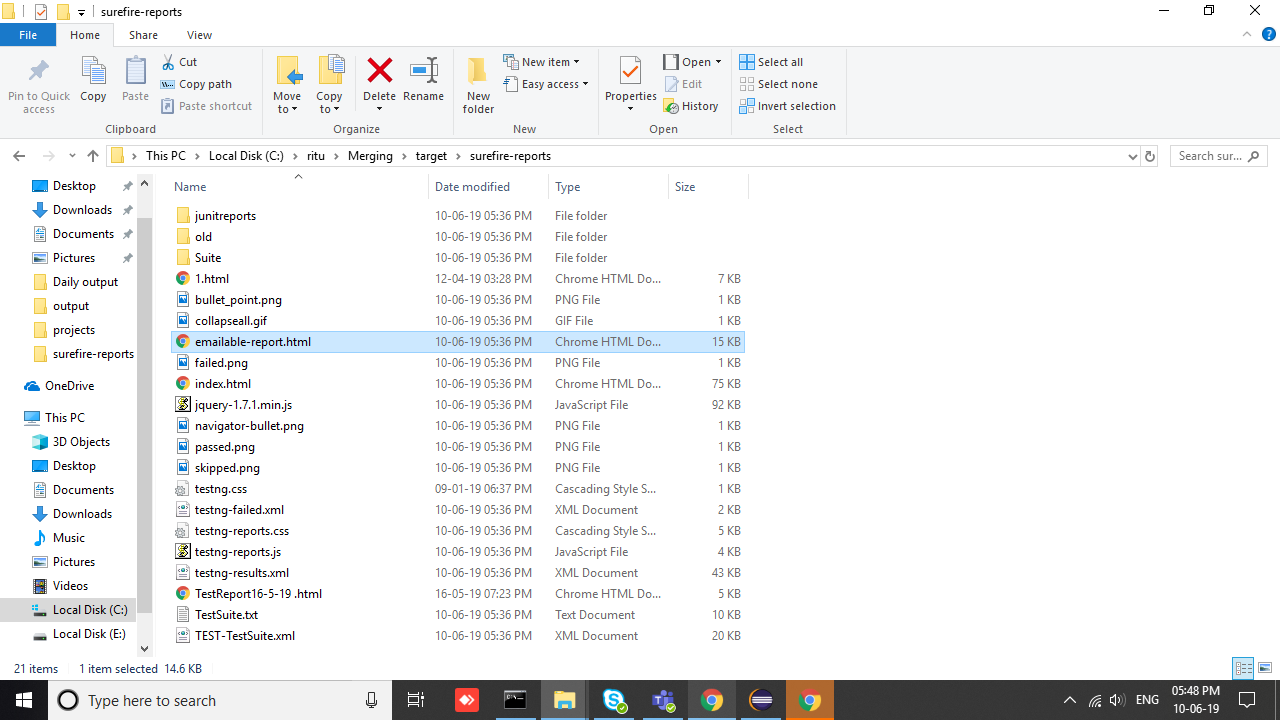 surefire-reports
File Home Share View
Pin to Quick access
Copy
Paste
Cut
Copy path
Paste shortcut
Clipboard
Move to
Copy to
Delete
Rename
Organize
New folder
New item
Easy access
New
Properties
Open
Edit
History
Open
Select all
Select none
Invert selection
Select
This PC Local Disk (C:) ritu Merging target surefire-reports
Search sur...
Desktop
Downloads
Documents
Pictures
Daily output
output
projects
surefire-reports
OneDrive
This PC
3D Objects
Desktop
Documents
Downloads
Music
Pictures
Videos
Local Disk (C:)
Local Disk (E:)
Name Date modified Type Size
junitreports 10-06-19 05:36 PM File folder
old 10-06-19 05:36 PM File folder
Suite 10-06-19 05:36 PM File folder
1.html 12-04-19 03:28 PM Chrome HTML Do... 7 KB
bullet_point.png 10-06-19 05:36 PM PNG File 1 KB
collapseall.gif 10-06-19 05:36 PM GIF File 1 KB
emailable-report.html 10-06-19 05:36 PM Chrome HTML Do... 15 KB
failed.png 10-06-19 05:36 PM PNG File 1 KB
index.html 10-06-19 05:36 PM Chrome HTML Do... 75 KB
jquery-1.7.1.min.js 10-06-19 05:36 PM JavaScript File 92 KB
navigator-bullet.png 10-06-19 05:36 PM PNG File 1 KB
passed.png 10-06-19 05:36 PM PNG File 1 KB
skipped.png 10-06-19 05:36 PM PNG File 1 KB
testng.css 09-01-19 06:37 PM Cascading Style S... 1 KB
testng-failed.xml 10-06-19 05:36 PM XML Document 2 KB
testng-reports.css 10-06-19 05:36 PM Cascading Style S... 5 KB
testng-reports.js 10-06-19 05:36 PM JavaScript File 4 KB
testng-results.xml 10-06-19 05:36 PM XML Document 43 KB
TestReport16-5-19 .html 16-05-19 07:23 PM Chrome HTML Do... 5 KB
TestSuite.txt 10-06-19 05:36 PM Text Document 10 KB
TEST-TestSuite.xml 10-06-19 05:36 PM XML Document 20 KB
21 items 1 item selected 14.6 KB
Type here to search
ENG
05:48 PM
10-06-19